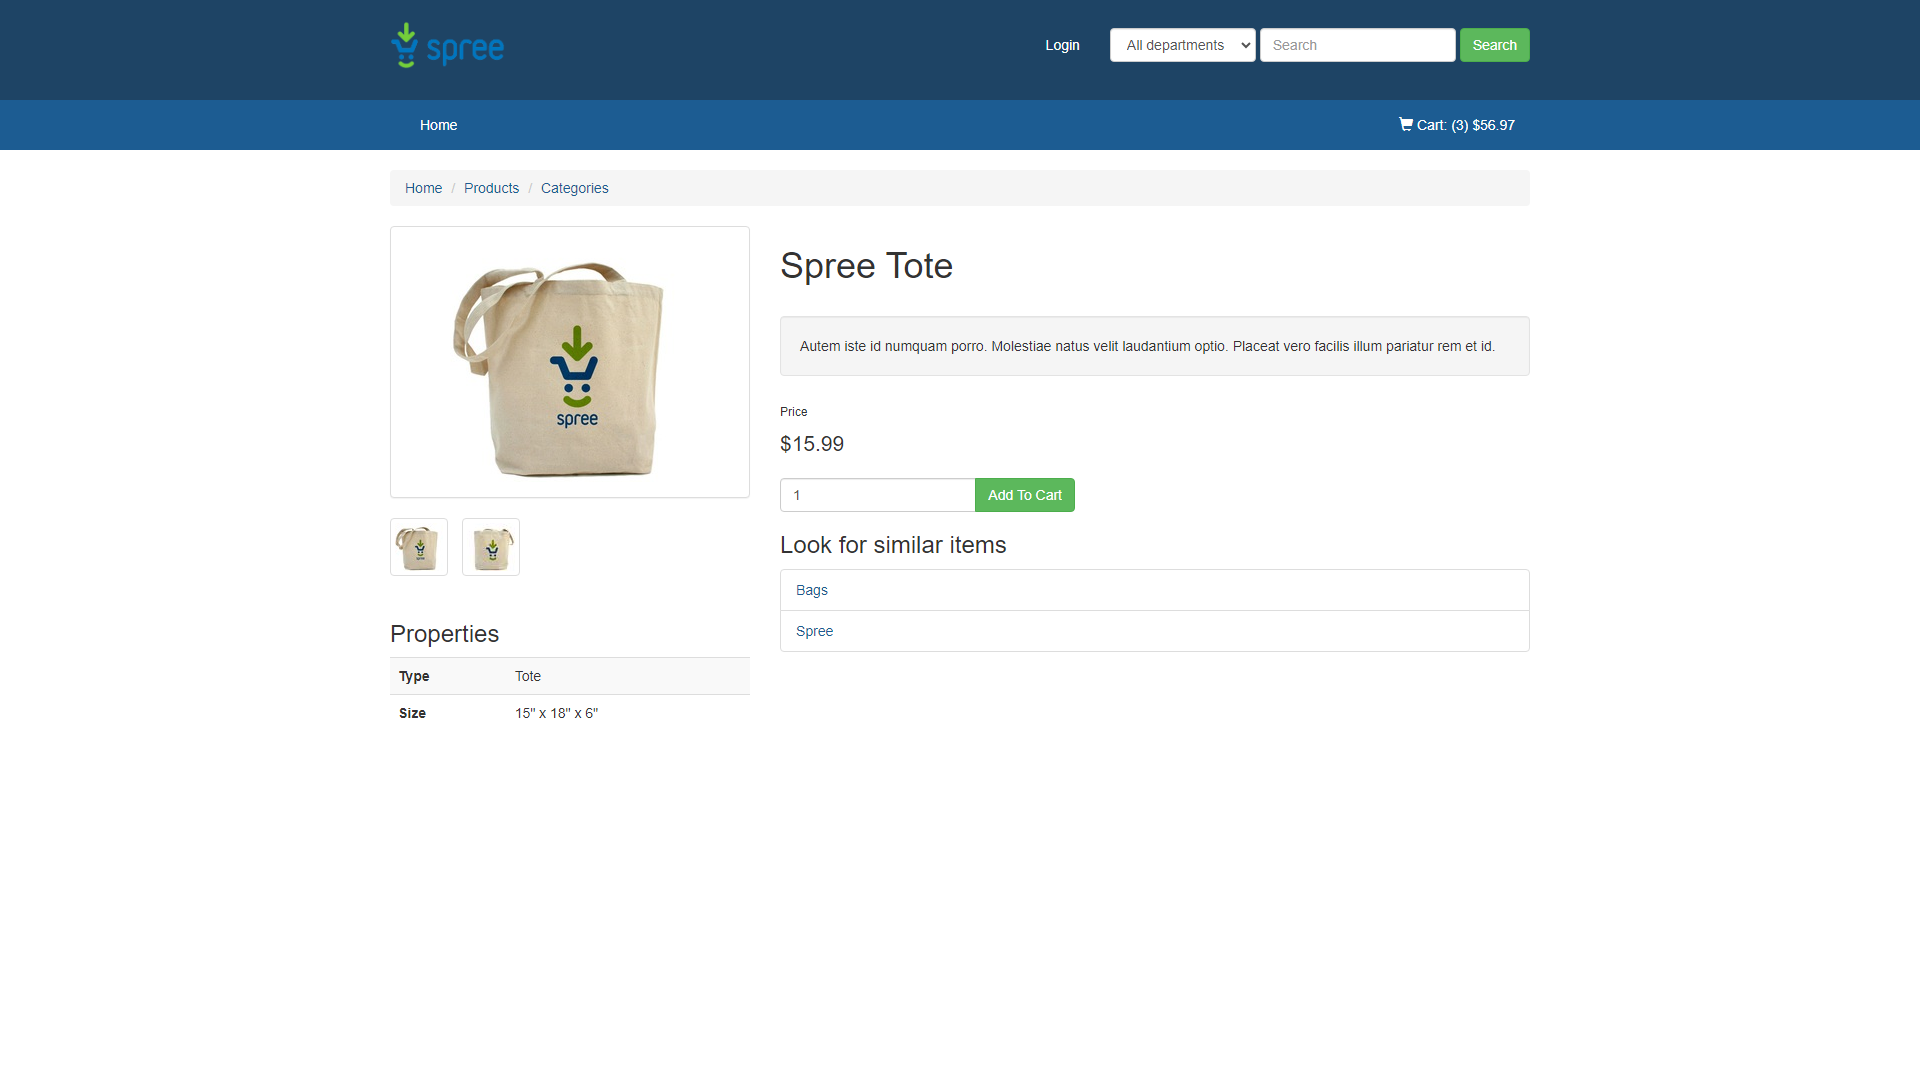 spree
Login
All departments
Search
Search
Home
Cart: (3) $56.97
Home / Products / Categories
spree
Spree Tote
Autem iste id numquam porro. Molestiae natus velit laudantium optio. Placeat vero facilis illum pariatur rem et id.
Price
$15.99
1
Add To Cart
Look for similar items
Bags
Spree
Properties
Type Tote
Size 15" x 18" x 6"